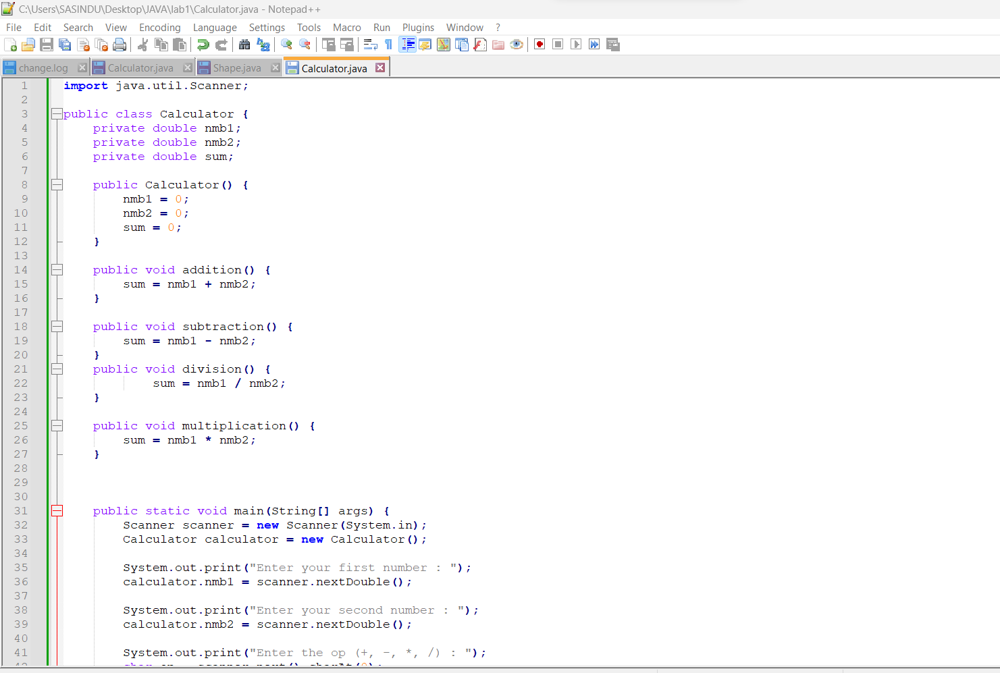 C:\Users\SASINDU\Desktop\JAVA\lab1\Calculator.java - Notepad++
File Edit Search View Encoding Language Settings Tools Macro Run Plugins Window ?
change.log Calculator.java Shape.java Calculator.java
1 import java.util.Scanner;
2
3 public class Calculator {
4     private double nmb1;
5     private double nmb2;
6     private double sum;
7
8     public Calculator() {
9         nmb1 = 0;
10         nmb2 = 0;
11         sum = 0;
12     }
13
14     public void addition() {
15         sum = nmb1 + nmb2;
16     }
17
18     public void subtraction() {
19         sum = nmb1 - nmb2;
20     }
21     public void division() {
22             sum = nmb1 / nmb2;
23     }
24
25     public void multiplication() {
26         sum = nmb1 * nmb2;
27     }
28
29
30
31     public static void main(String[] args) {
32         Scanner scanner = new Scanner(System.in);
33         Calculator calculator = new Calculator();
34
35         System.out.print("Enter your first number : ");
36         calculator.nmb1 = scanner.nextDouble();
37
38         System.out.print("Enter your second number : ");
39         calculator.nmb2 = scanner.nextDouble();
40
41         System.out.print("Enter the op (+, -, *, /) : ");